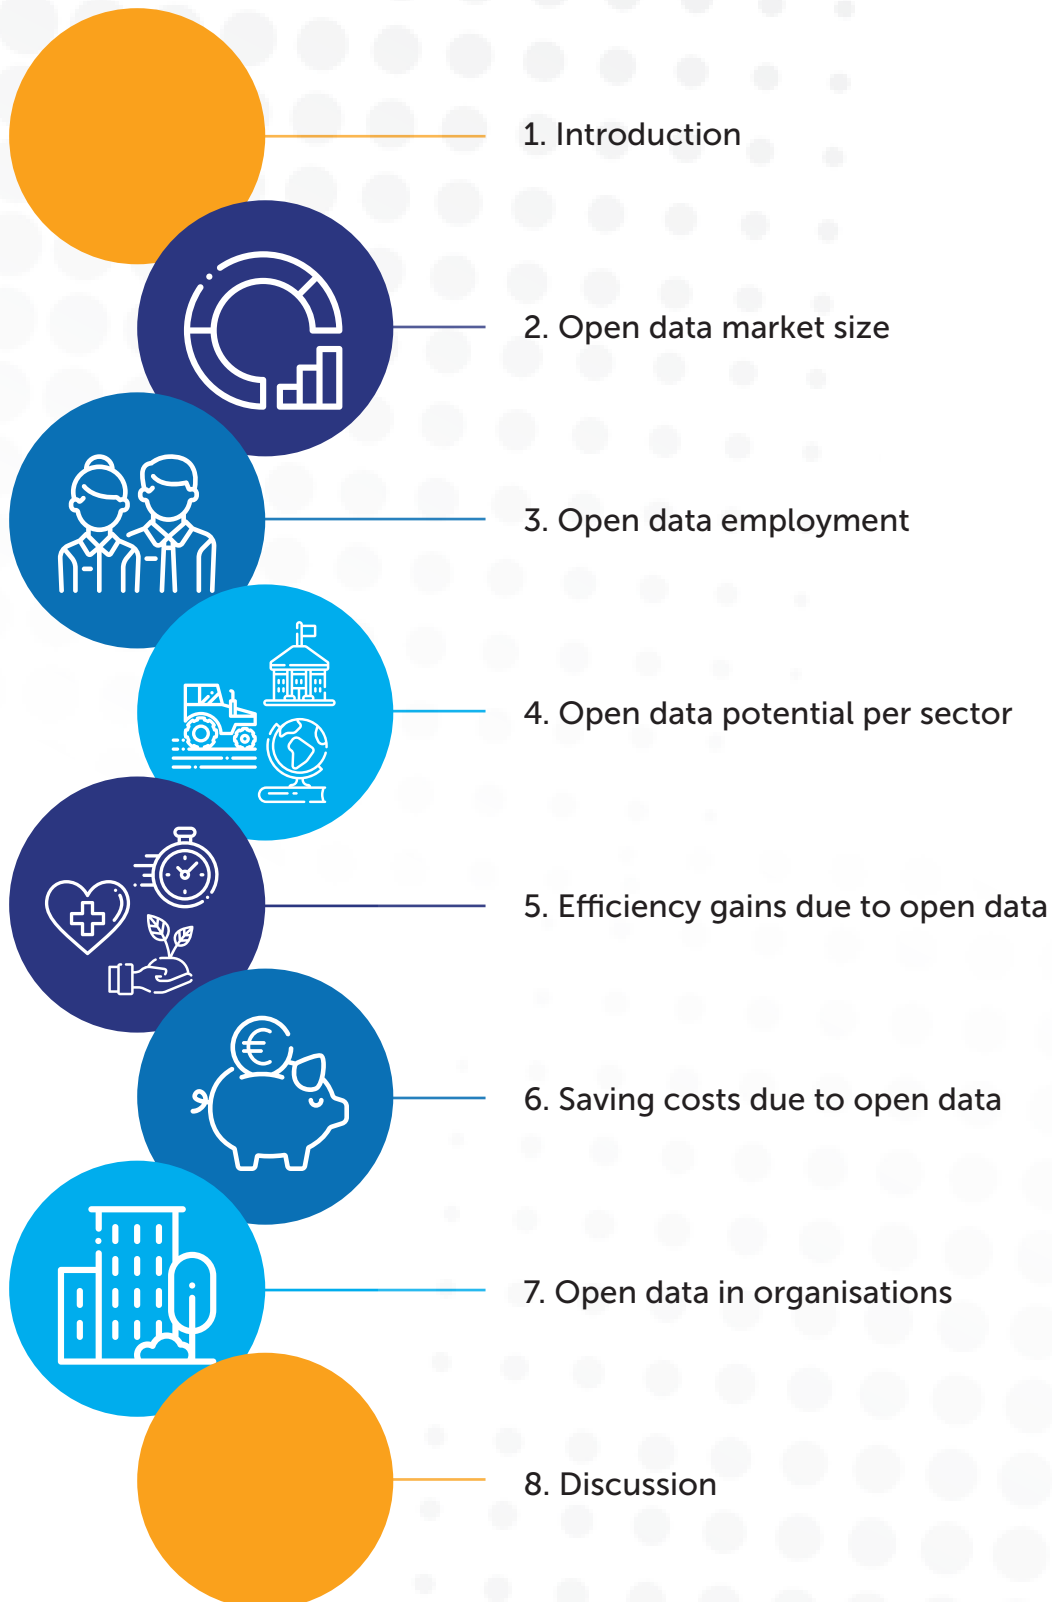 1. Introduction
2. Open data market size
3. Open data employment
4. Open data potential per sector
5. Efficiency gains due to open data
€
6. Saving costs due to open data
7. Open data in organisations
8. Discussion